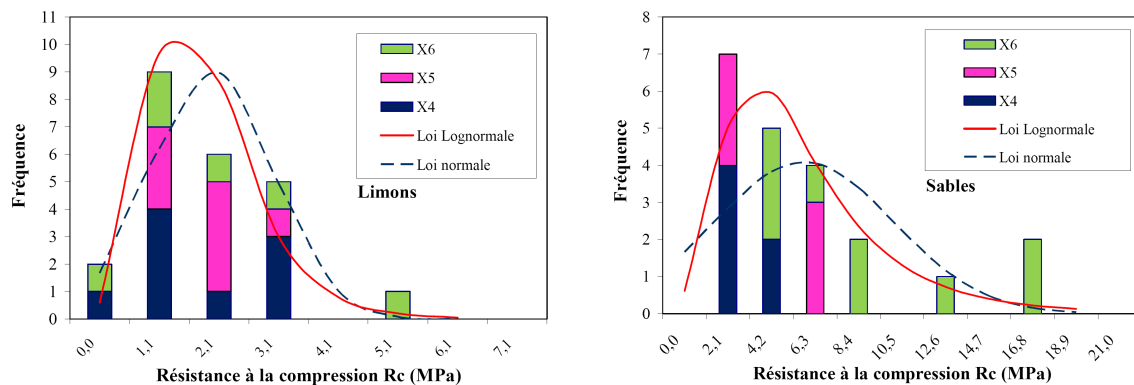 11
10
9
8
7
6
5
4
3
2
1
0
Fréquence
X6
X5
X4
Loi Lognormale
Loi normale
Limons
0,0
1,1
2,1
3,1
4,1
5,1
6,1
7,1
Résistance à la compression Rc (MPa)
8
7
6
5
4
3
2
1
0
Fréquence
X6
X5
X4
Loi Lognormale
Loi normale
Sables
0,0
2,1
4,2
6,3
8,4
10,5
12,6
14,7
16,8
18,9
21,0
Résistance à la compression Rc (MPa)